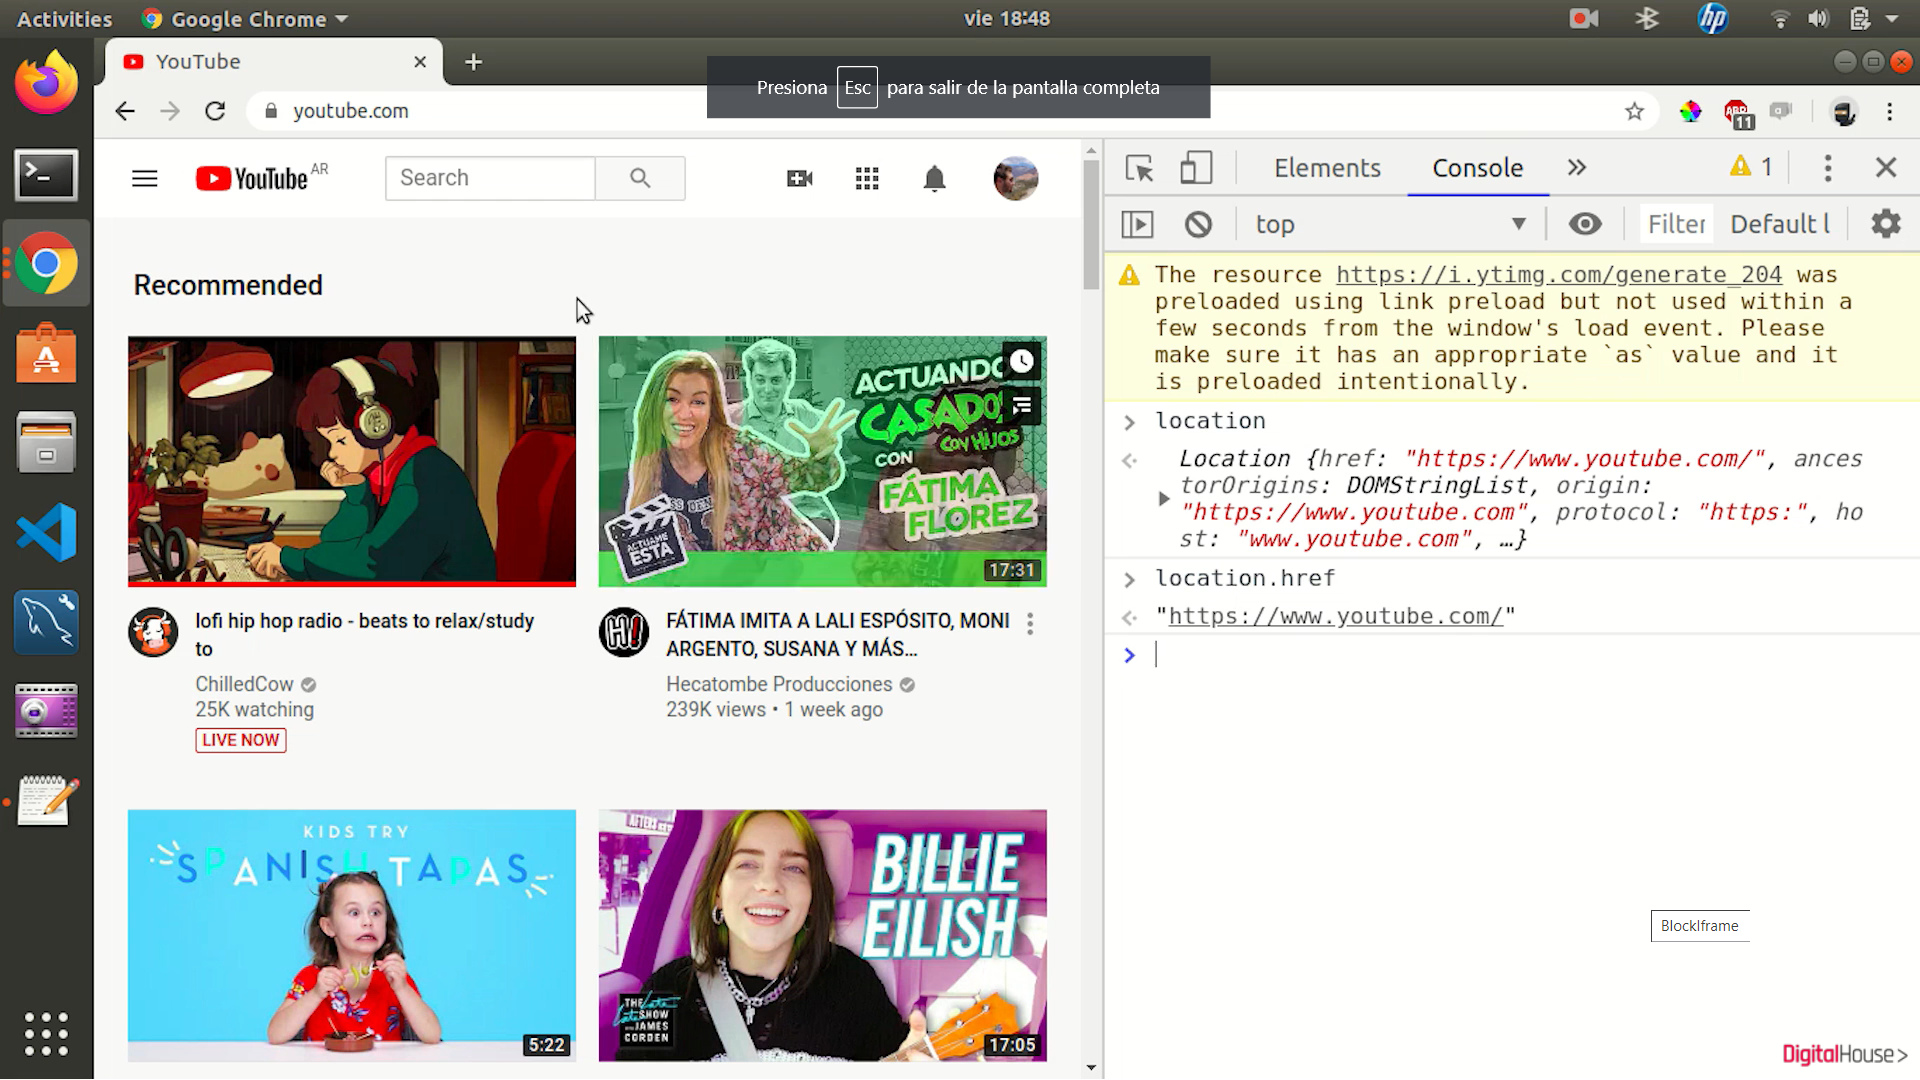 Activities
Google Chrome
vie 18:48
YouTube
Presiona Esc para salir de la pantalla completa
youtube.com
ABP
11
YouTube AR
Search
Elements
Console
1
top
Filter
Default l
Recommended
The resource https://i.ytimg.com/generate_204 was
preloaded using link preload but not used within a
few seconds from the window's load event. Please
make sure it has an appropriate `as` value and it
is preloaded intentionally.
location
Location {href: "https://www.youtube.com/", ances
torOrigins: DOMStringList, origin:
"https://www.youtube.com", protocol: "https:", ho
st: "www.youtube.com", …}
location.href
"https://www.youtube.com/"
ACTUANDO
CASADOS
CON HIJOS
CON
FÁTIMA
FLOREZ
ACTUAME
ESTA
17:31
lofi hip hop radio - beats to relax/study
to
ChilledCow
25K watching
LIVE NOW
H!
FÁTIMA IMITA A LALI ESPÓSITO, MONI
ARGENTO, SUSANA Y MÁS...
Hecatombe Producciones
239K views • 1 week ago
KIDS TRY
SPANISH TAPAS
5:22
BILLIE
EILISH
THE Late Late
SHOW
WITH JAMES
CORDEN
17:05
BlockIframe
DigitalHouse>
hp